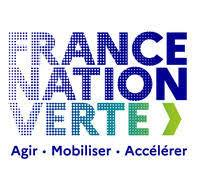 FRANCE
NATION
VERTE
Agir · Mobiliser · Accélérer